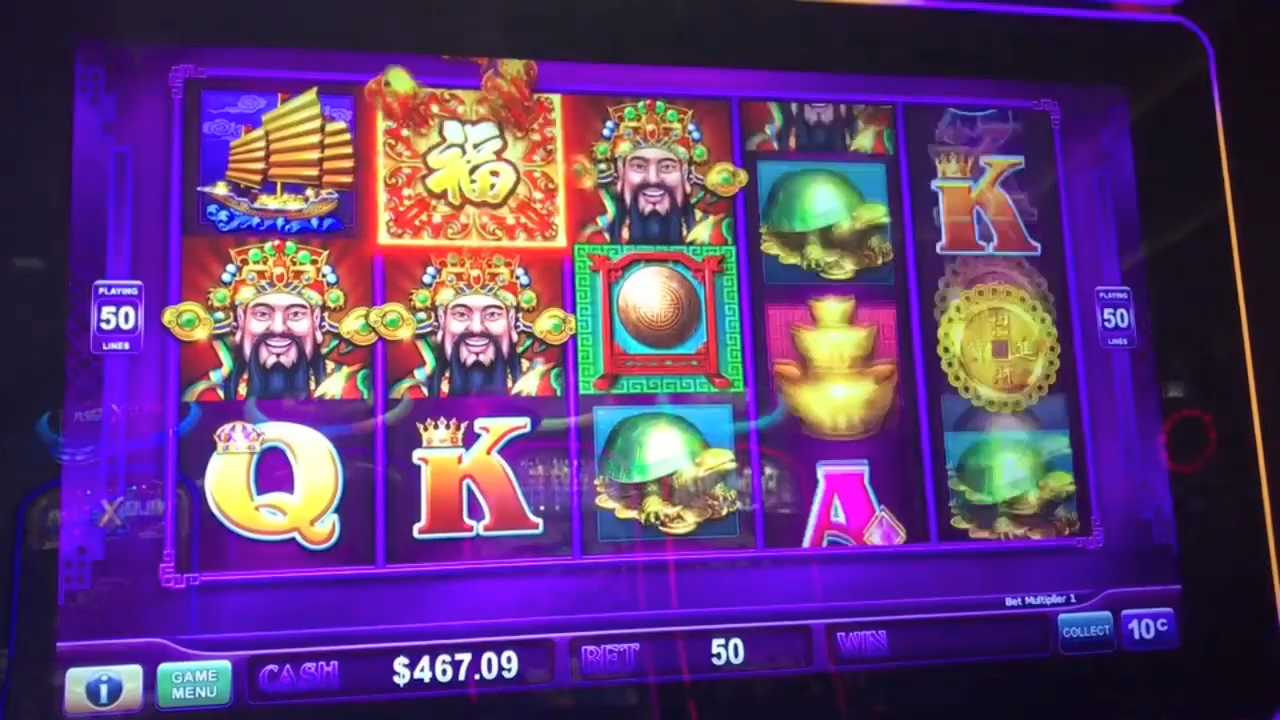 福
K
PLAYING
50
LINES
PLAYING
50
LINES
Q
K
A
Bet Multiplier 1
CASH
$467.09
BET
50
WIN
COLLECT
10¢
GAME
MENU
i